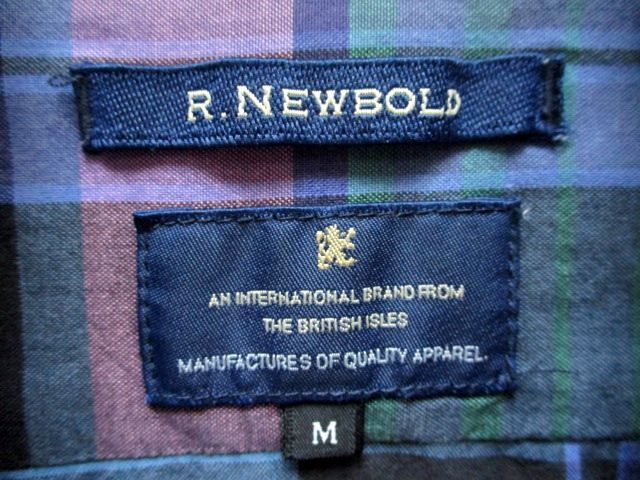 R. NEWBOLD
AN INTERNATIONAL BRAND FROM
THE BRITISH ISLES
MANUFACTURES OF QUALITY APPAREL.
M